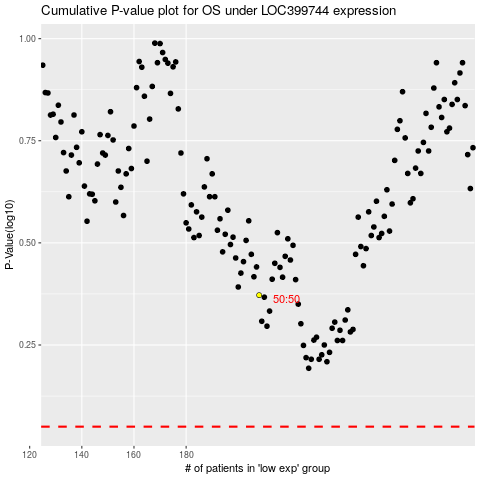 Cumulative P-value plot for OS under LOC399744 expression
1.00
0.75
0.50
0.25
P-Value(log10)
50:50
120 140 160 180
# of patients in 'low exp' group